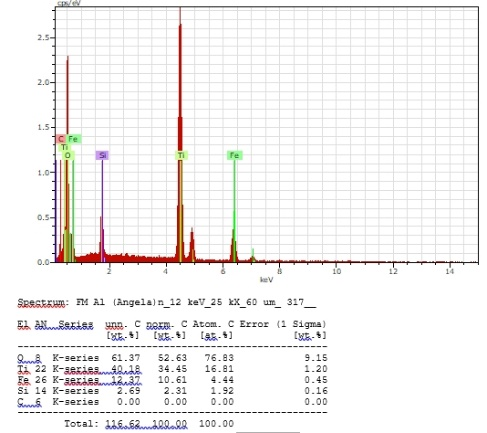 cps/eV
2.5
2.0
C Fe
1.5
Ti
O Si Ti Fe
1.0
0.5
0.0
2 4 6 8 10 12 14
keV
Spectrum: FM A1 (Angela)n_12 keV_25 kX_60 um_ 317__
El AN Series unn. C norm. C Atom. C Error (1 Sigma)
[wt.%] [wt.%] [at.%] [wt.%]
O 8 K-series 61.37 52.63 76.83 9.15
Ti 22 K-series 40.18 34.45 16.81 1.20
Fe 26 K-series 12.37 10.61 4.44 0.45
Si 14 K-series 2.69 2.31 1.92 0.16
C 6 K-series 0.00 0.00 0.00 0.00
Total: 116.62 100.00 100.00